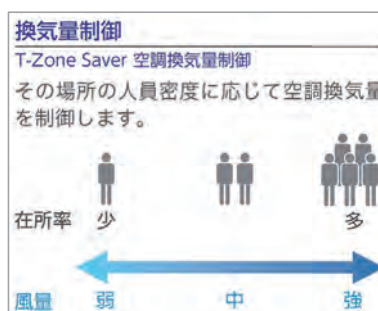 換気量制御
T-Zone Saver 空調換気量制御
その場所の人員密度に応じて空調換気量
を制御します。
在所率 少 多
風量 弱 中 強